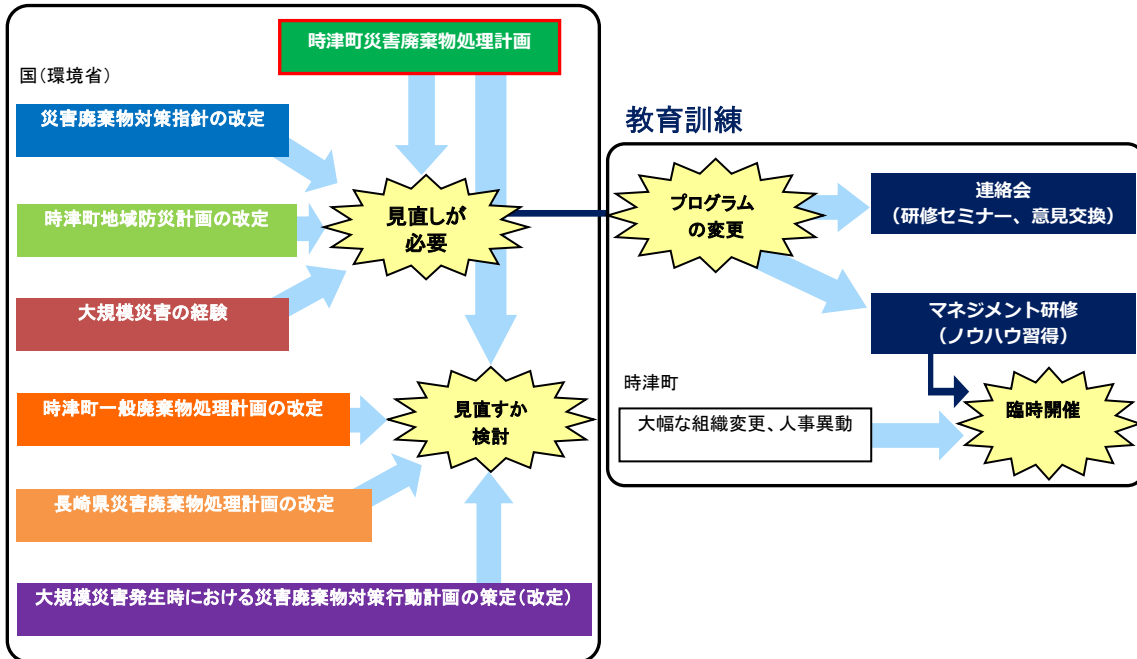 時津町災害廃棄物処理計画
国(環境省)
災害廃棄物対策指針の改定
時津町地域防災計画の改定
大規模災害の経験
見直しが
必要
時津町一般廃棄物処理計画の改定
長崎県災害廃棄物処理計画の改定
見直すか
検討
大規模災害発生時における災害廃棄物対策行動計画の策定(改定)
教育訓練
プログラム
の変更
連絡会
(研修セミナー、意見交換)
マネジメント研修
(ノウハウ習得)
時津町
大幅な組織変更、人事異動
臨時開催